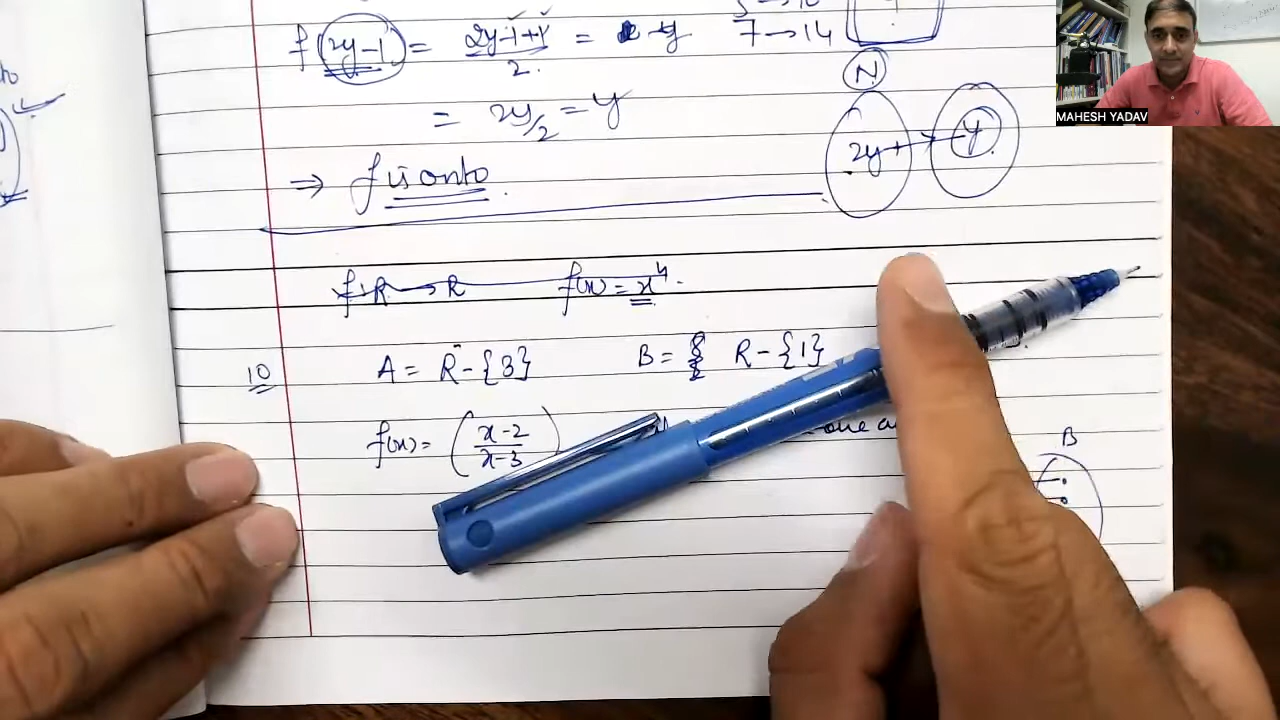 f(2y-1) = 2y-1+1/2 = y 7→14
N
= 2y/2 = y
2y+ y
⇒ f is onto.
f: R → R f(x) = x⁴.
10 A = R-{3} B = R-{1}
f(x) = (x-2/x-3) one
B
MAHESH YADAV